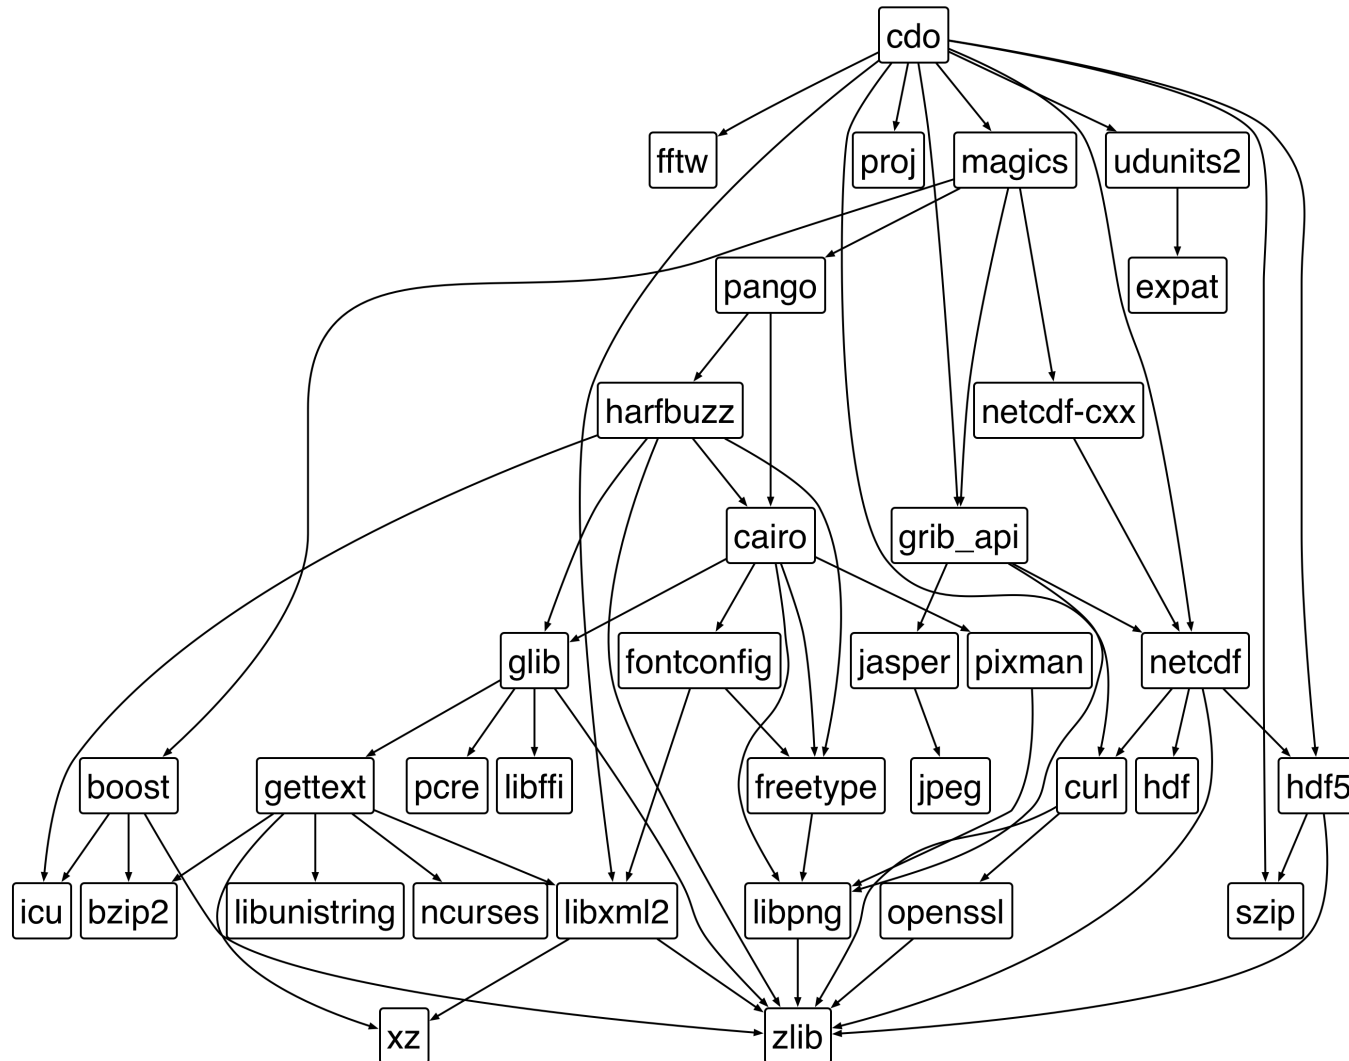 cdo
fftw
proj
magics
udunits2
pango
expat
harfbuzz
netcdf-cxx
cairo
grib_api
glib
fontconfig
jasper
pixman
netcdf
boost
gettext
pcre
libffi
freetype
jpeg
curl
hdf
hdf5
icu
bzip2
libunistring
ncurses
libxml2
libpng
openssl
szip
xz
zlib